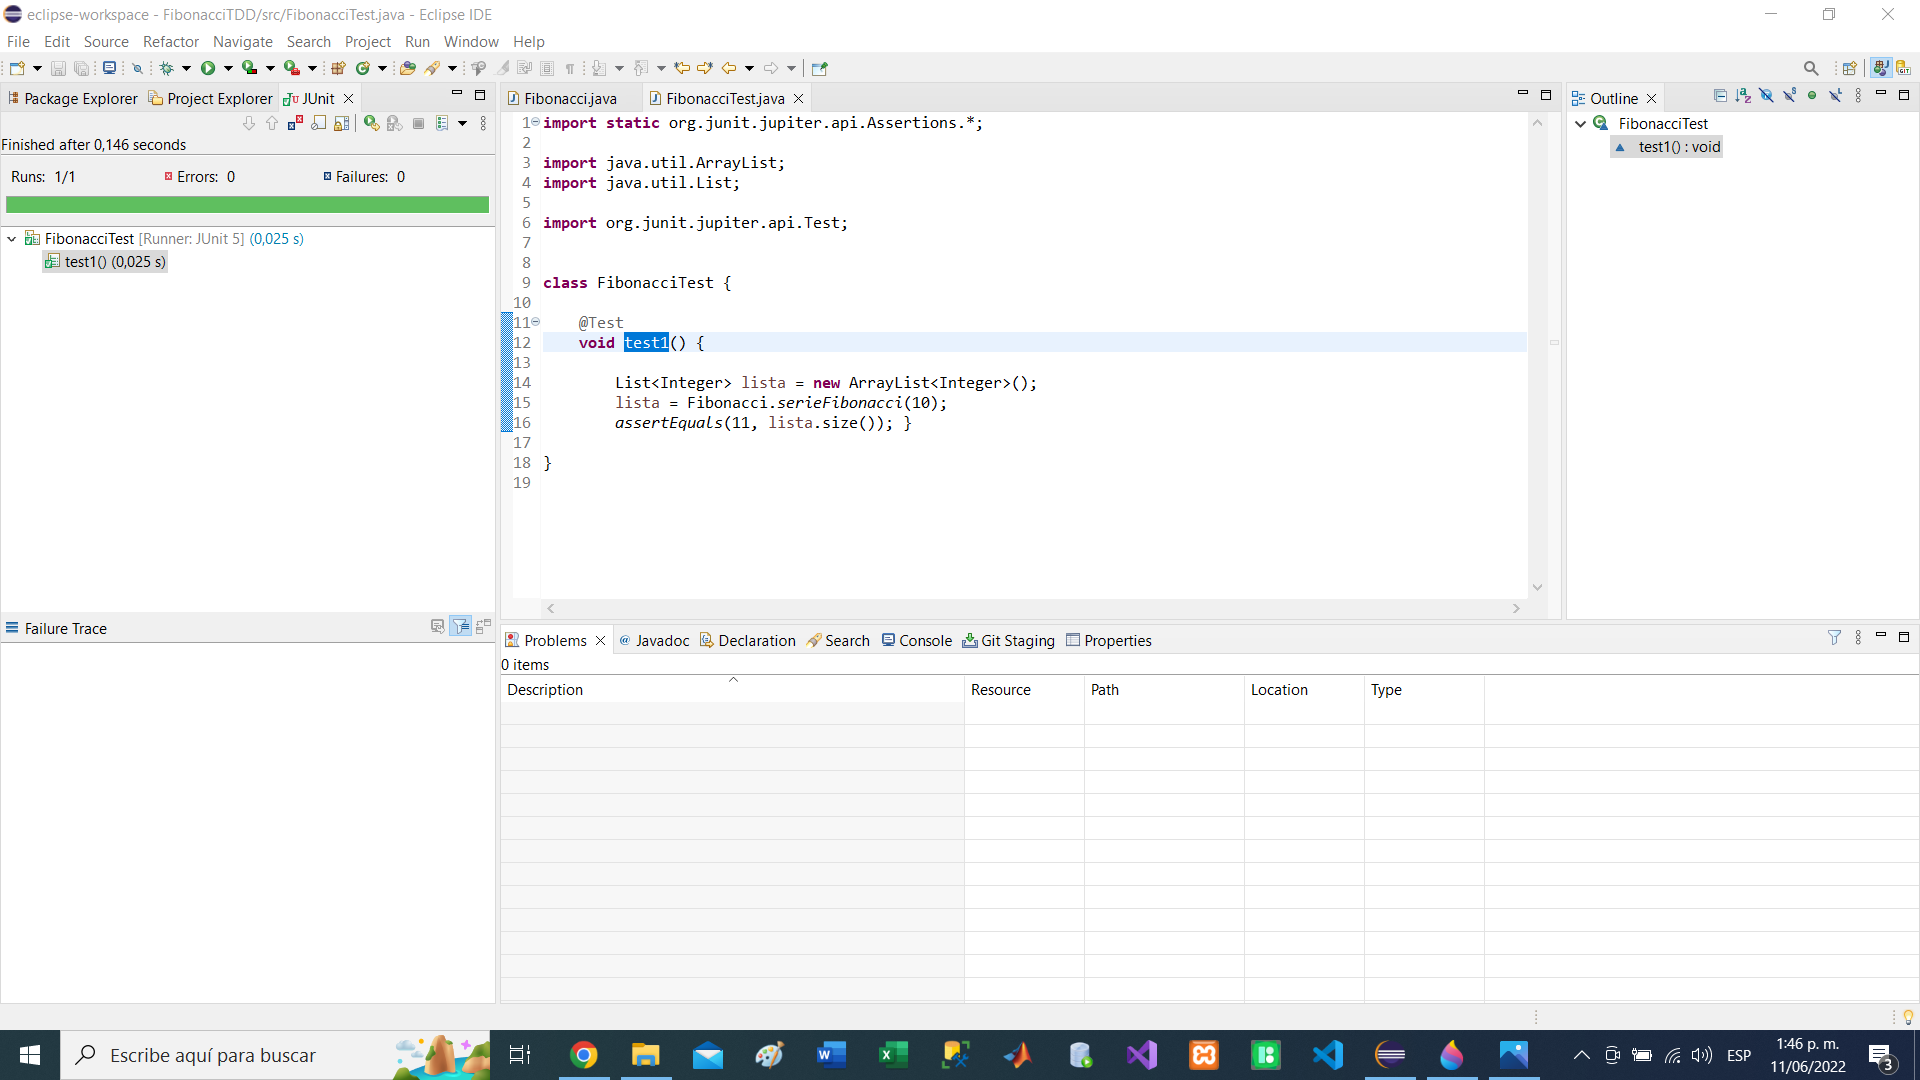 eclipse-workspace - FibonacciTDD/src/FibonacciTest.java - Eclipse IDE
File Edit Source Refactor Navigate Search Project Run Window Help
Package Explorer Project Explorer JUnit
Finished after 0,146 seconds
Runs: 1/1 Errors: 0 Failures: 0
FibonacciTest [Runner: JUnit 5] (0,025 s)
test1() (0,025 s)
Failure Trace
Fibonacci.java FibonacciTest.java
1 import static org.junit.jupiter.api.Assertions.*;
2
3 import java.util.ArrayList;
4 import java.util.List;
5
6 import org.junit.jupiter.api.Test;
7
8
9 class FibonacciTest {
10
11 @Test
12 void test1() {
13
14 List<Integer> lista = new ArrayList<Integer>();
15 lista = Fibonacci.serieFibonacci(10);
16 assertEquals(11, lista.size()); }
17
18 }
19
Outline
FibonacciTest
test1() : void
Problems Javadoc Declaration Search Console Git Staging Properties
0 items
Description Resource Path Location Type
Escribe aquí para buscar
ESP
1:46 p. m.
11/06/2022
3